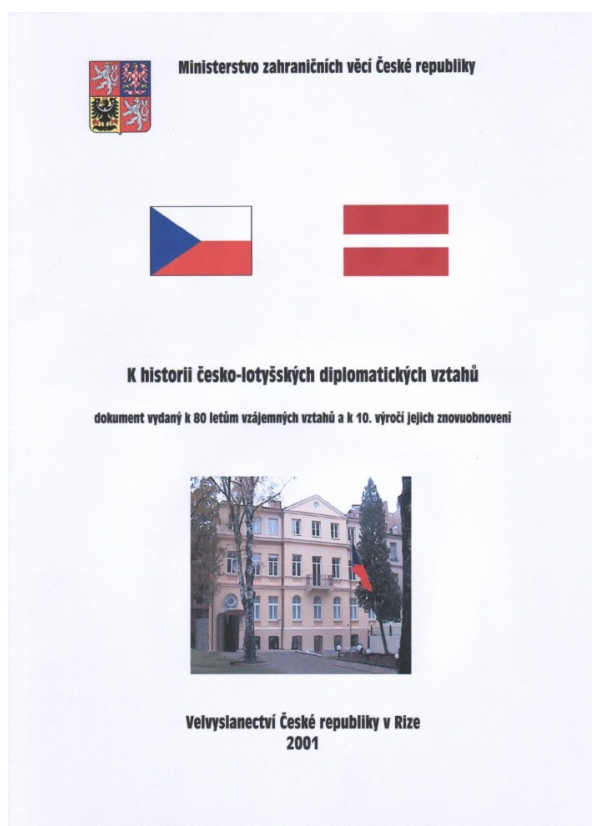 Ministerstvo zahraničních věcí České republiky
K historii česko-lotyšských diplomatických vztahů
dokument vydaný k 80 letům vzájemných vztahů a k 10. výročí jejich znovuobnovení
Velvyslanectví České republiky v Rize
2001